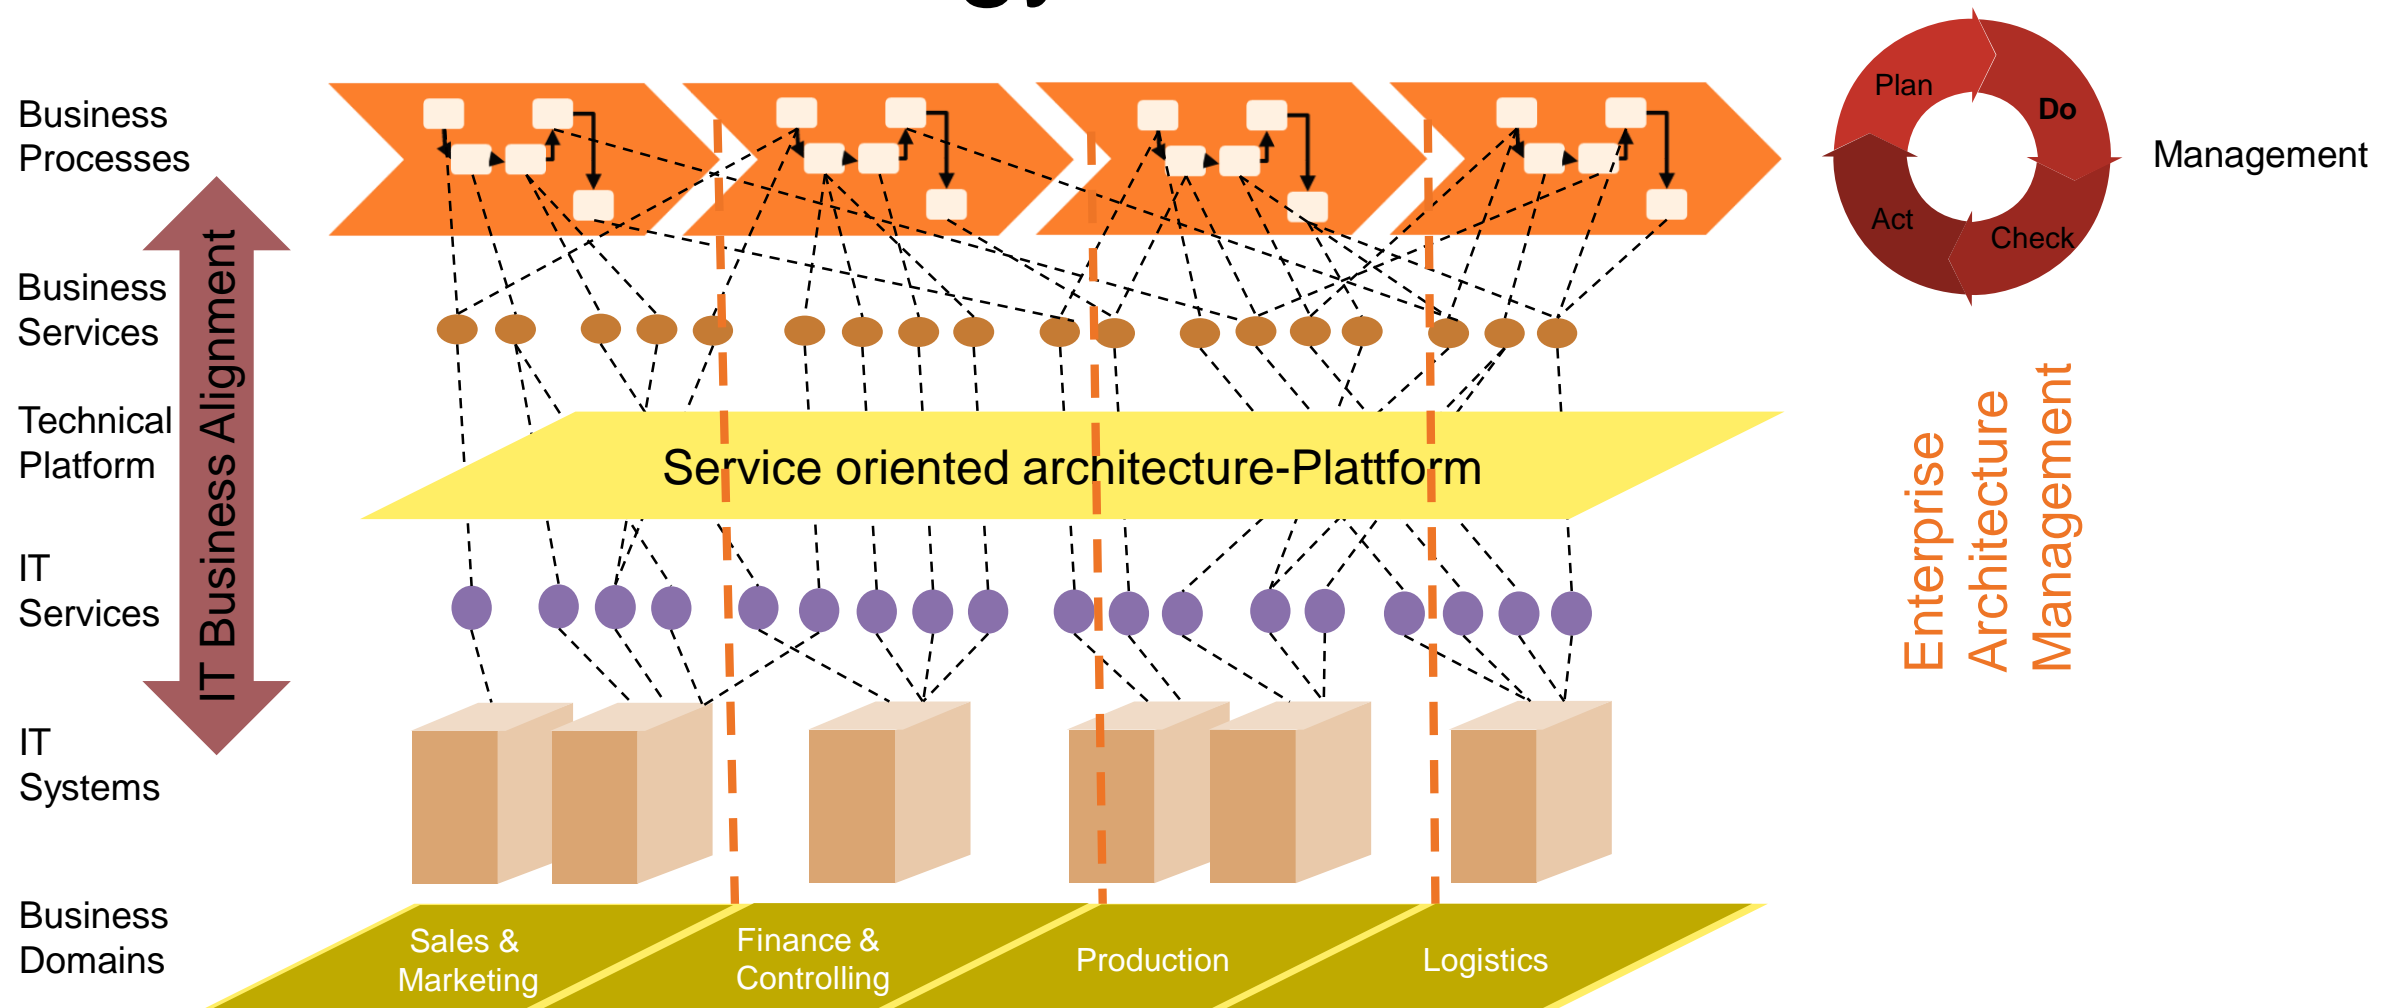 Business
Processes
Business
Services
Technical
Platform
IT
Services
IT
Systems
Business
Domains
IT Business Alignment
Service oriented architecture-Plattform
Sales &
Marketing
Finance &
Controlling
Production
Logistics
Plan
Do
Check
Act
Management
Enterprise
Architecture
Management